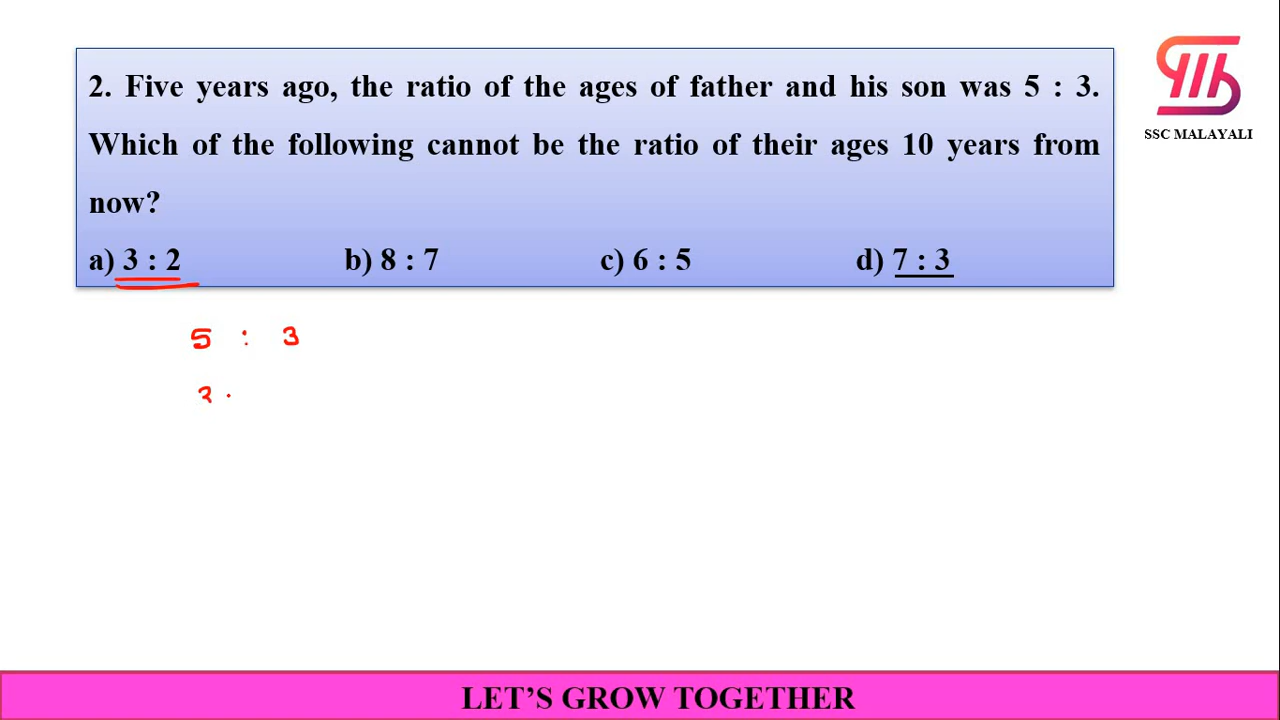 2. Five years ago, the ratio of the ages of father and his son was 5 : 3.
Which of the following cannot be the ratio of their ages 10 years from
now?
a) 3 : 2 b) 8 : 7 c) 6 : 5 d) 7 : 3
SSC MALAYALI
5 : 3
3 .
LET’S GROW TOGETHER